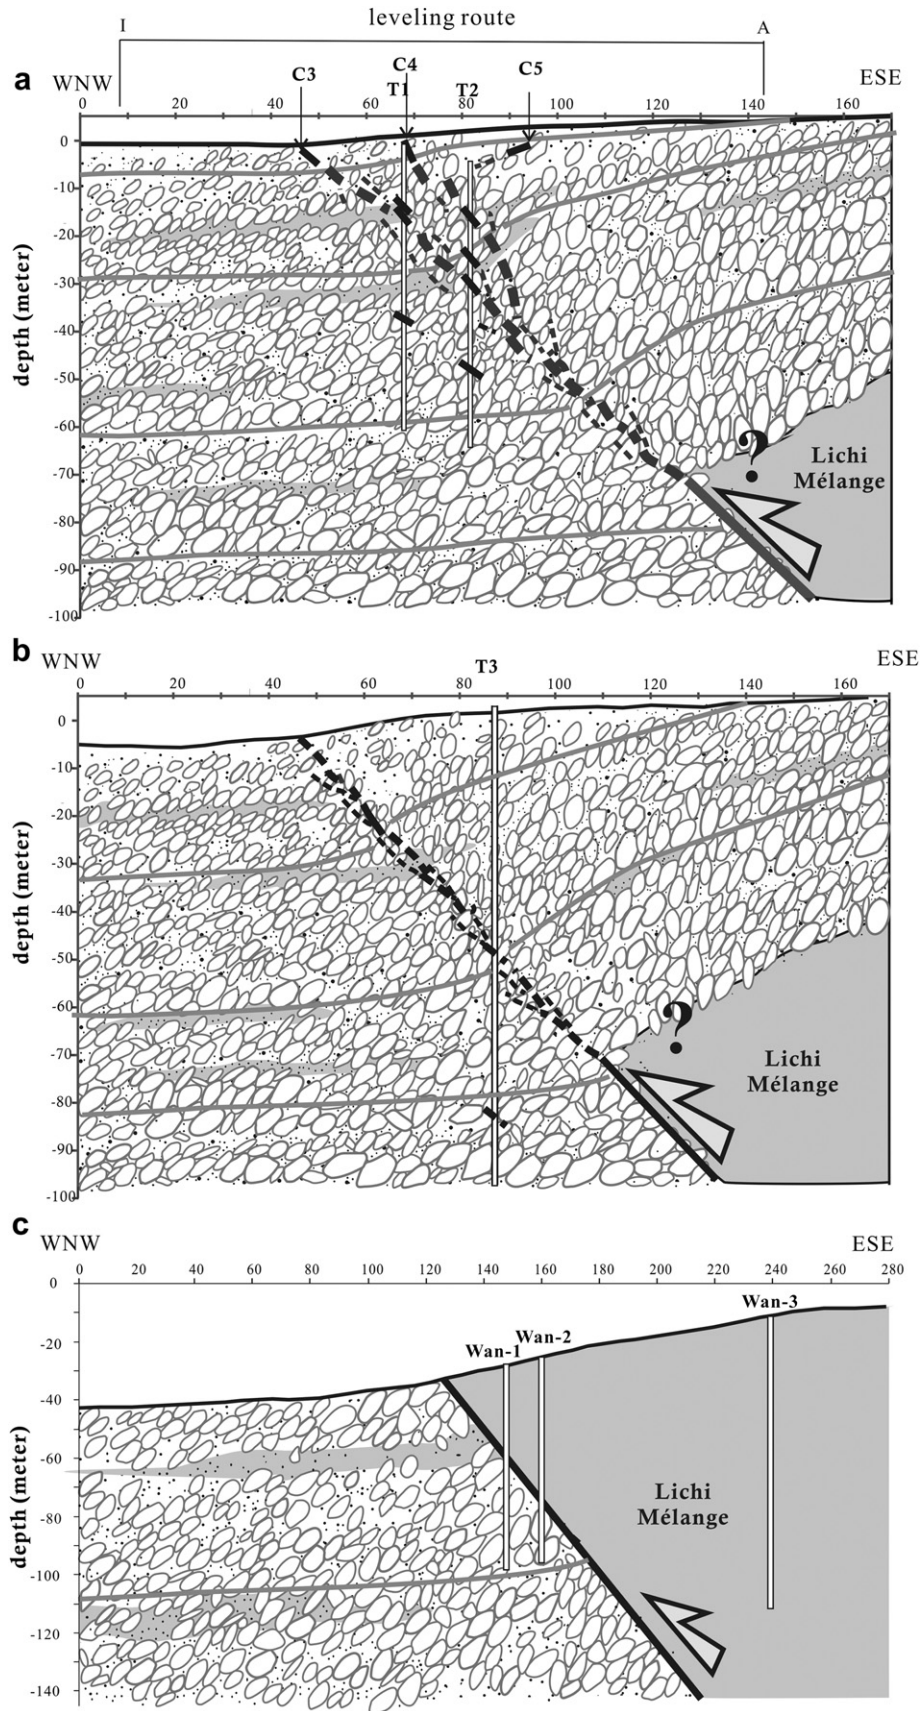 leveling route
I A
a
WNW C3 C4 C5 ESE
T1 T2
0 20 40 60 80 100 120 140 160
0
-10
-20
-30
-40
-50
-60
-70
-80
-90
-100
depth (meter)
?
Lichi
Mélange
b
WNW T3 ESE
0 20 40 60 80 100 120 140 160
0
-10
-20
-30
-40
-50
-60
-70
-80
-90
-100
depth (meter)
?
Lichi
Mélange
c
WNW ESE
0 20 40 60 80 100 120 140 160 180 200 220 240 260 280
0
-20
-40
-60
-80
-100
-120
-140
depth (meter)
Wan-3
Wan-2
Wan-1
Lichi
Mélange